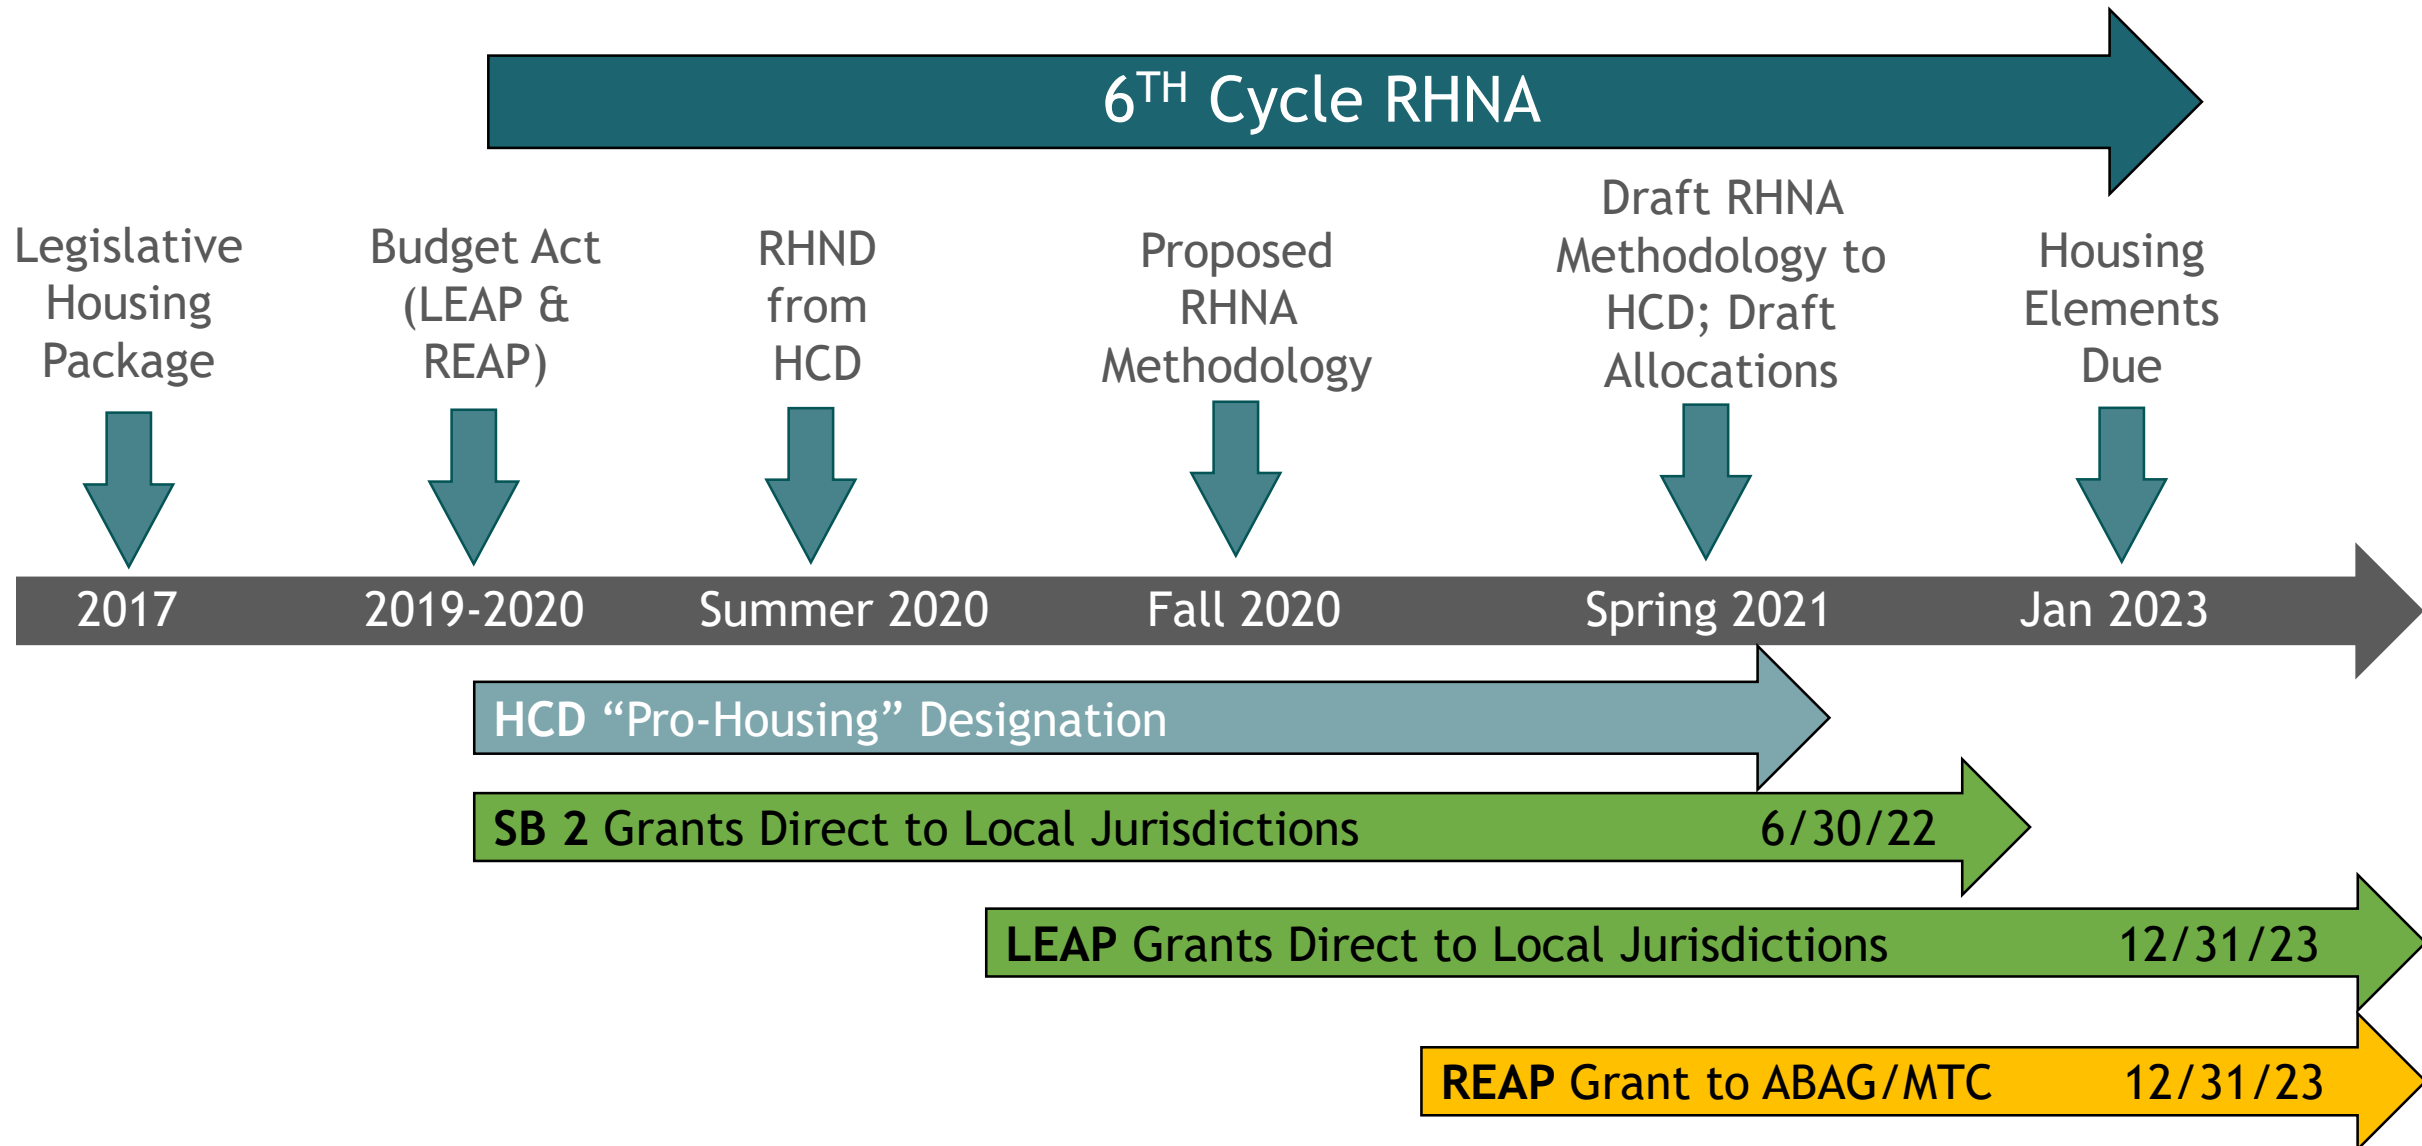 6TH Cycle RHNA
Legislative
Housing
Package
Budget Act
(LEAP &
REAP)
RHND
from
HCD
Proposed
RHNA
Methodology
Draft RHNA
Methodology to
HCD; Draft
Allocations
Housing
Elements
Due
2017
2019-2020
Summer 2020
Fall 2020
Spring 2021
Jan 2023
HCD “Pro-Housing” Designation
SB 2 Grants Direct to Local Jurisdictions 6/30/22
LEAP Grants Direct to Local Jurisdictions 12/31/23
REAP Grant to ABAG/MTC 12/31/23